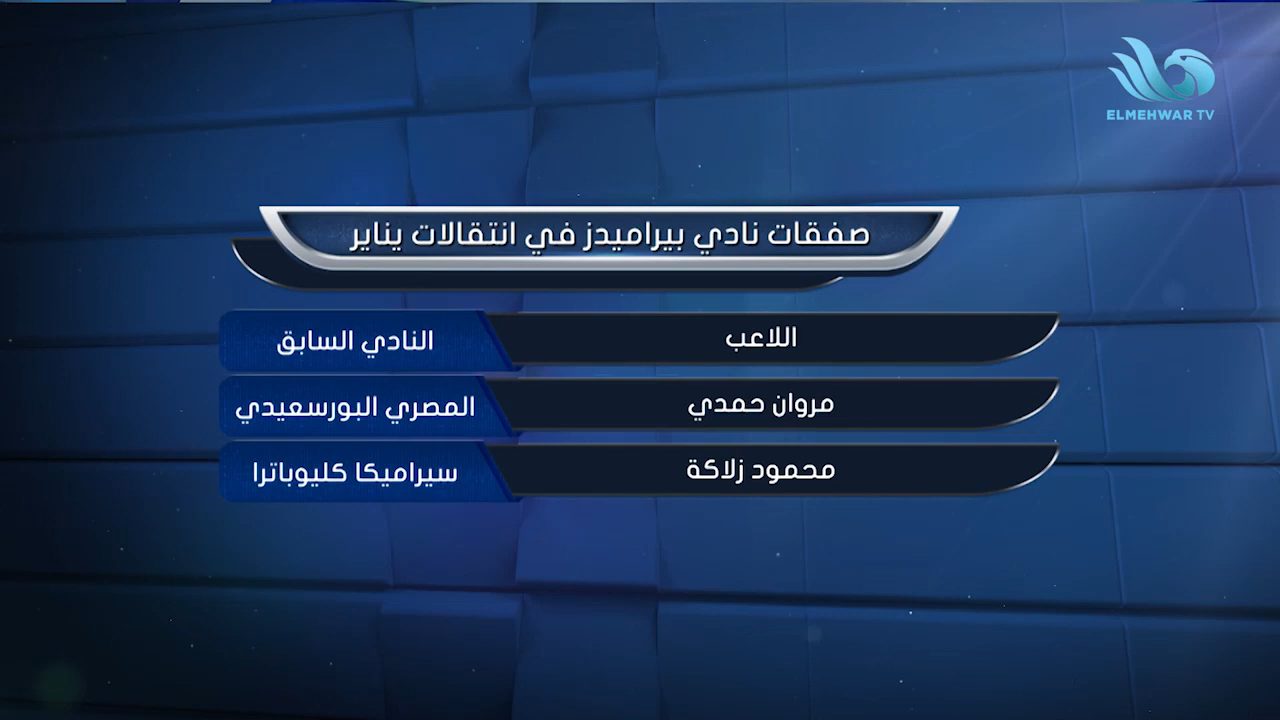 ELMEHWAR TV
صفقات نادي بيراميدز في انتقالات يناير
اللاعب النادي السابق
مروان حمدي المصري البورسعيدي
محمود زلاكة سيراميكا كليوباترا